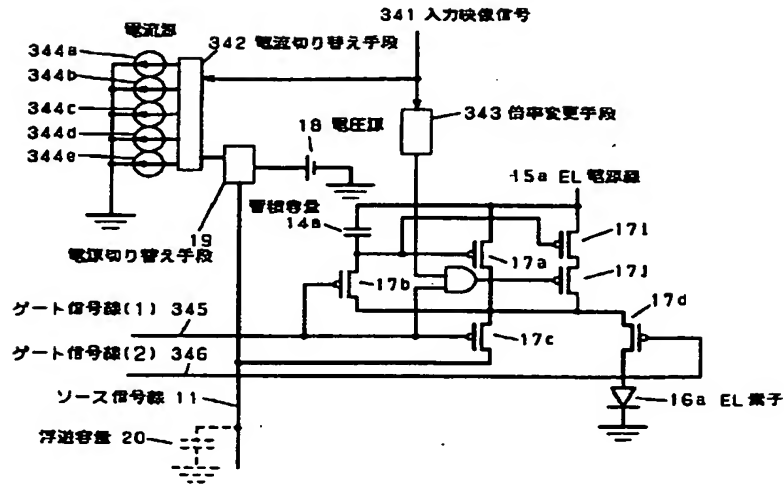 341 入力映像信号
電流源
344a
342 電流切り替え手段
344b
344c
343 倍率変更手段
344d
18 電圧源
344e
15a EL 電源線
蓄積容量
14a
17i
19
電源切り替え手段
17a
17j
17b
17d
ゲート信号線(1) 345
17c
ゲート信号線(2) 346
ソース信号線 11
16a EL 素子
浮遊容量 20